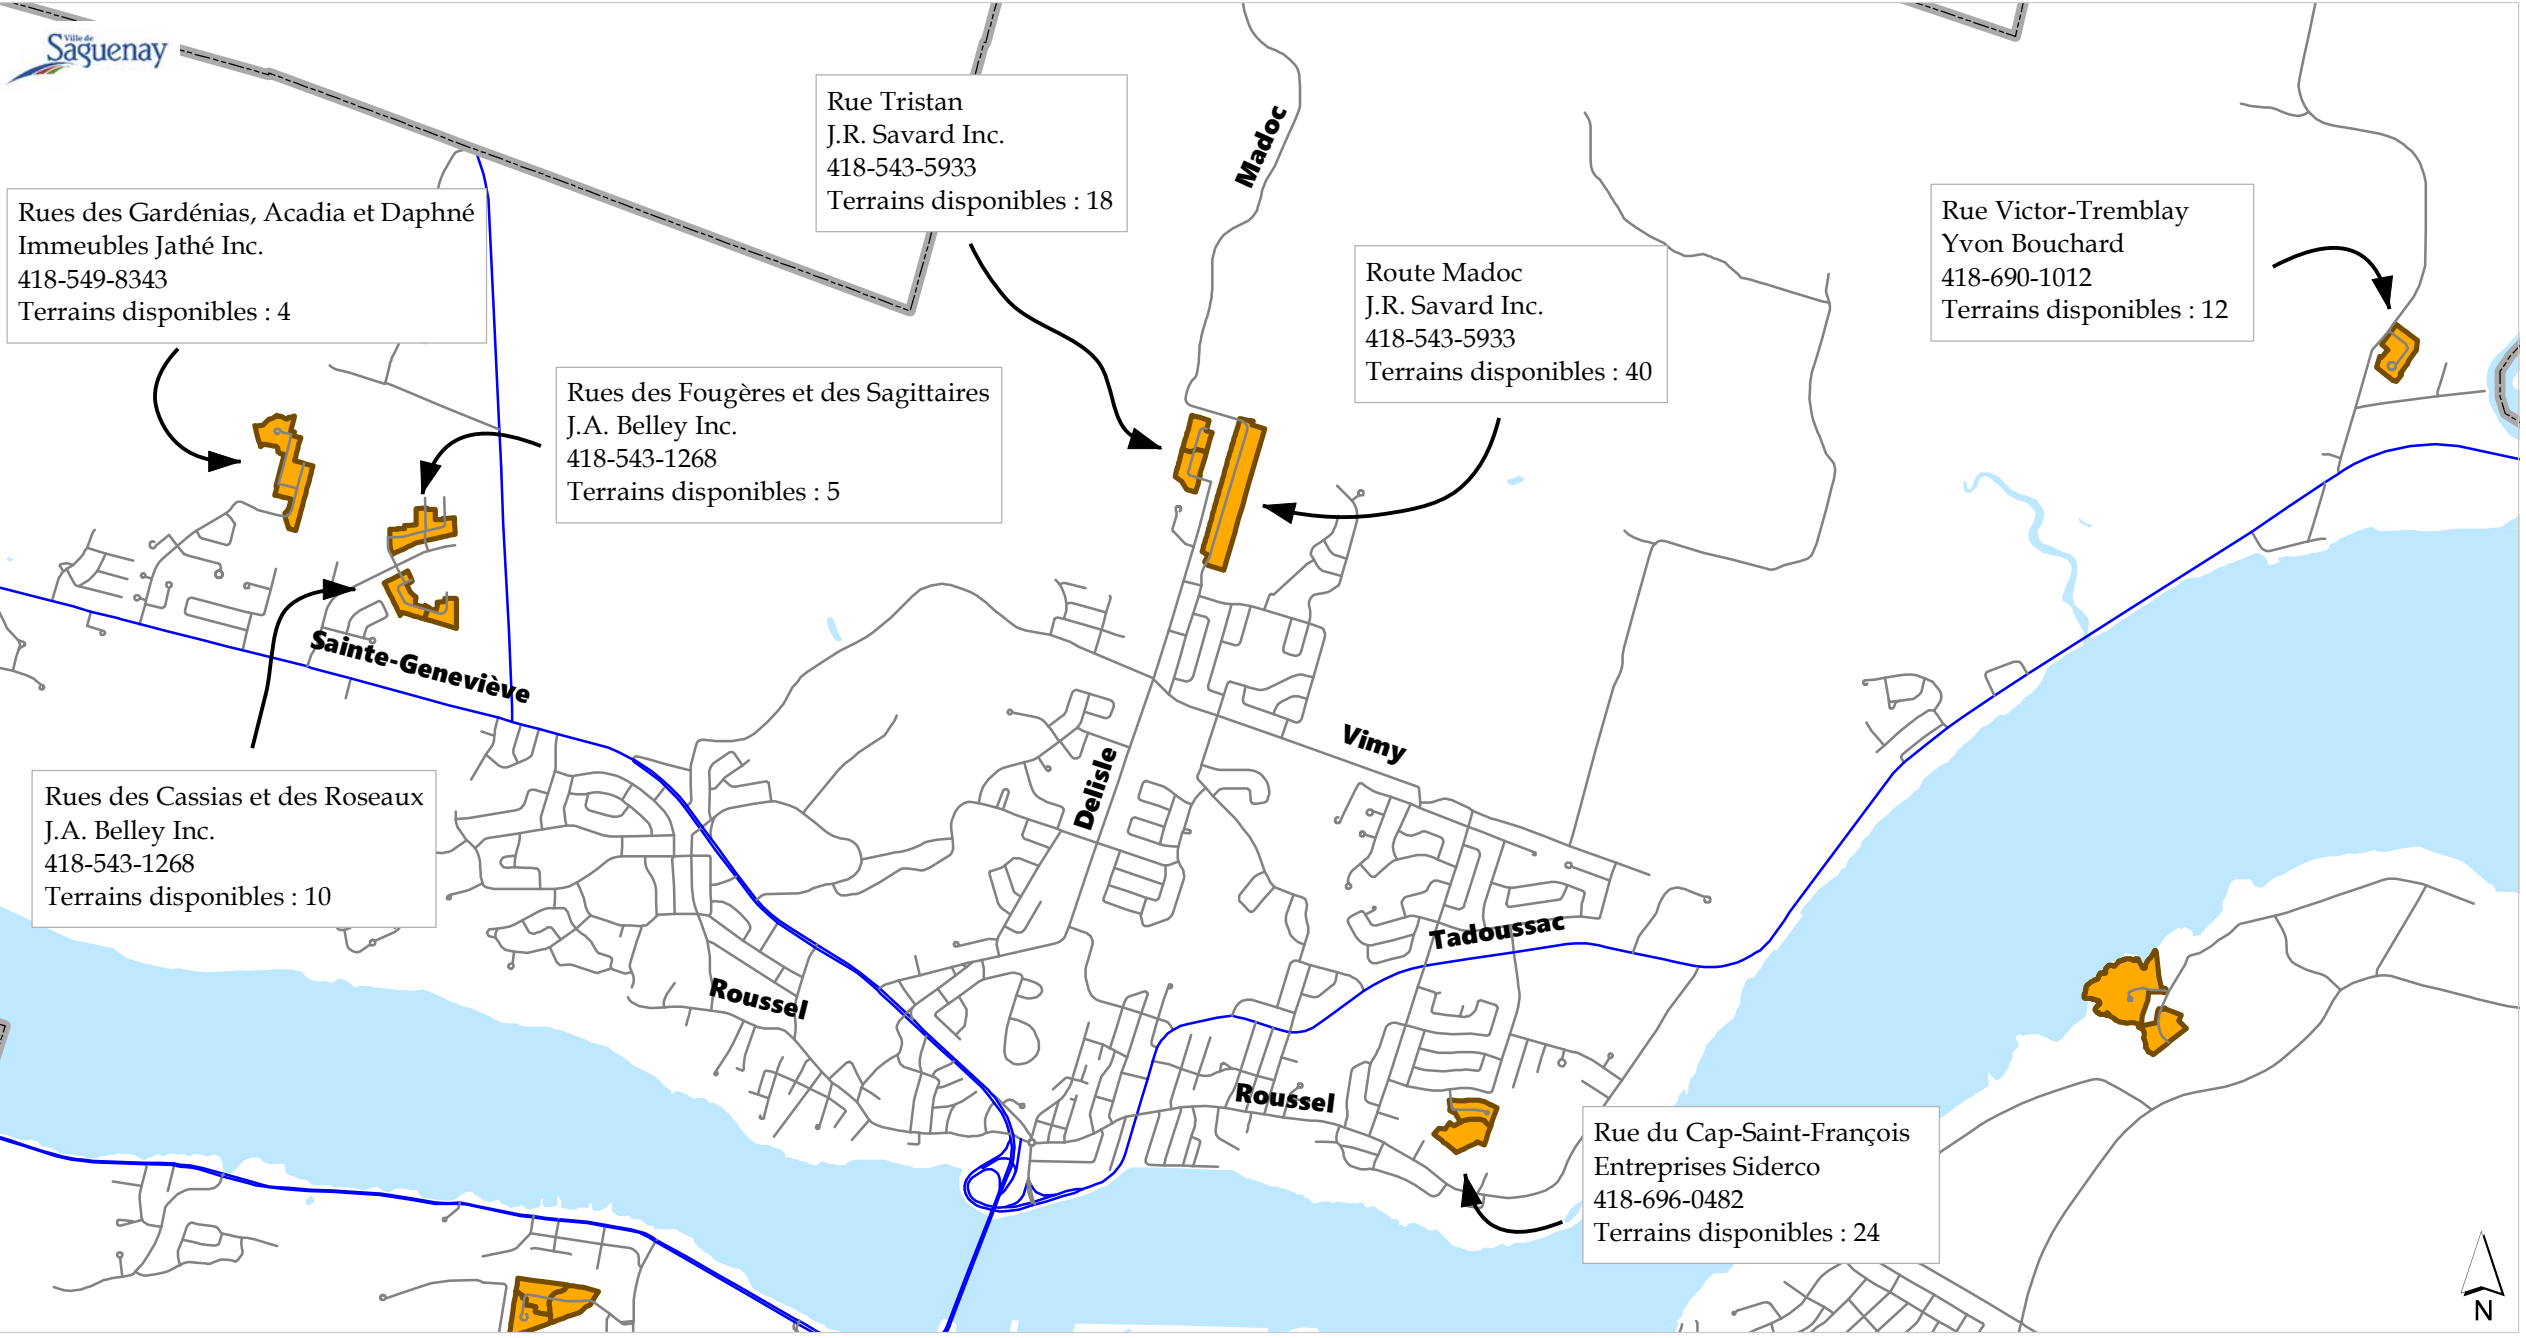 Ville de
Saguenay
Rue Tristan
J.R. Savard Inc.
418-543-5933
Terrains disponibles : 18
Madoc
Rues des Gardénias, Acadia et Daphné
Immeubles Jathé Inc.
418-549-8343
Terrains disponibles : 4
Rue Victor-Tremblay
Yvon Bouchard
418-690-1012
Terrains disponibles : 12
Route Madoc
J.R. Savard Inc.
418-543-5933
Terrains disponibles : 40
Rues des Fougères et des Sagittaires
J.A. Belley Inc.
418-543-1268
Terrains disponibles : 5
Sainte-Geneviève
Vimy
Delisle
Rues des Cassias et des Roseaux
J.A. Belley Inc.
418-543-1268
Terrains disponibles : 10
Tadoussac
Roussel
Roussel
Rue du Cap-Saint-François
Entreprises Siderco
418-696-0482
Terrains disponibles : 24
N